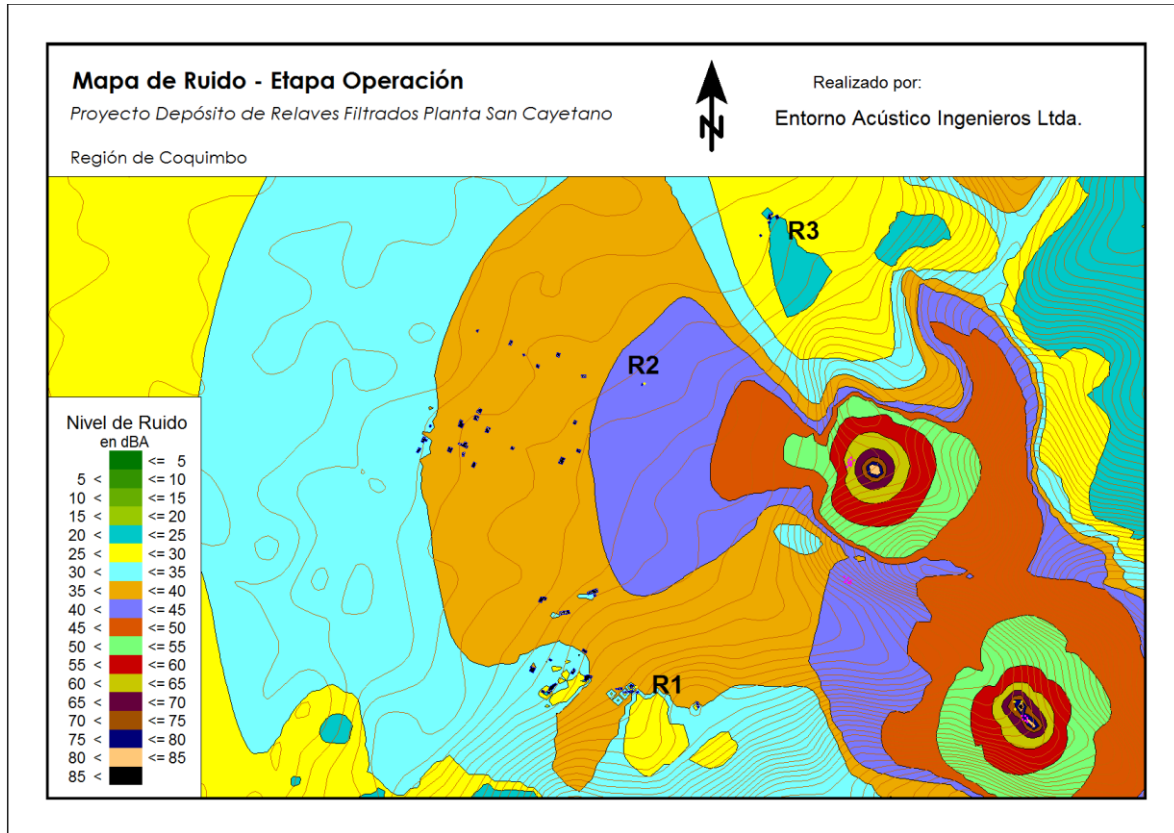 Mapa de Ruido - Etapa Operación
Proyecto Depósito de Relaves Filtrados Planta San Cayetano
Región de Coquimbo
N
Realizado por:
Entorno Acústico Ingenieros Ltda.
R3
R2
R1
Nivel de Ruido
en dBA
<= 5
5 < <= 10
10 < <= 15
15 < <= 20
20 < <= 25
25 < <= 30
30 < <= 35
35 < <= 40
40 < <= 45
45 < <= 50
50 < <= 55
55 < <= 60
60 < <= 65
65 < <= 70
70 < <= 75
75 < <= 80
80 < <= 85
85 <